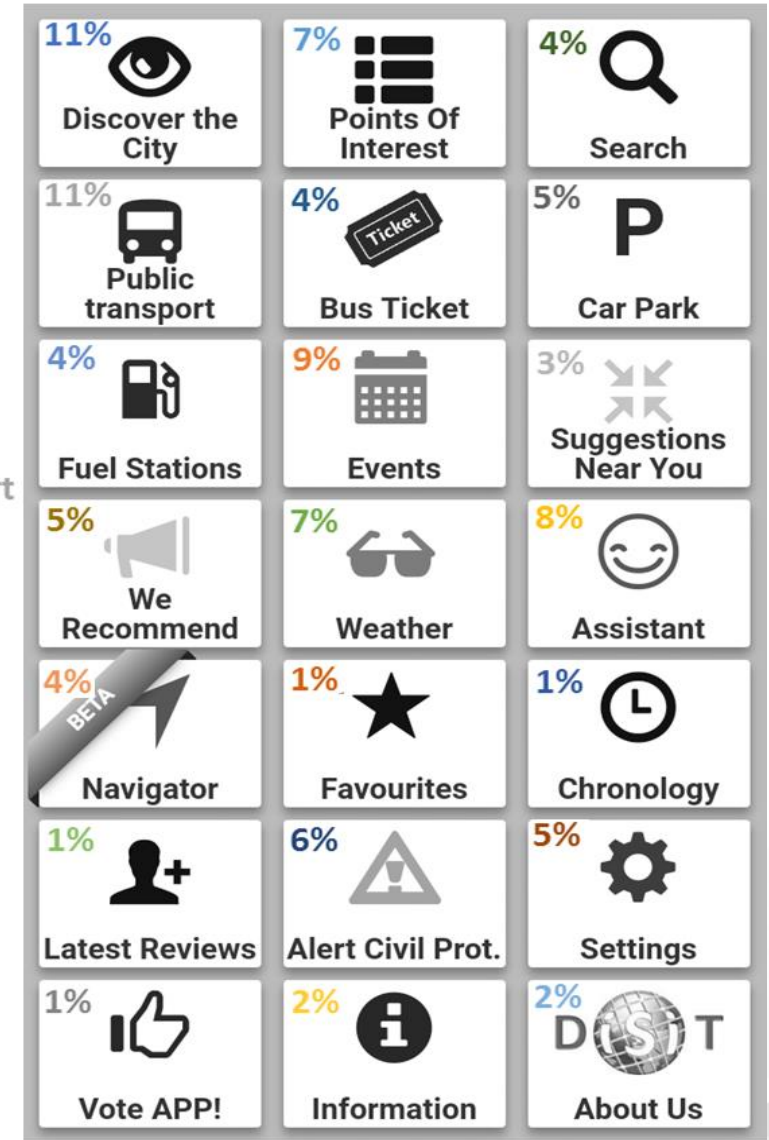 11%
Discover the
City
7%
Points Of
Interest
4%
Search
11%
Public
transport
4%
Ticket
Bus Ticket
5%
P
Car Park
4%
Fuel Stations
9%
Events
3%
Suggestions
Near You
rt
5%
We
Recommend
7%
Weather
8%
Assistant
4%
BETA
Navigator
1%
Favourites
1%
Chronology
1%
Latest Reviews
6%
Alert Civil Prot.
5%
Settings
1%
Vote APP!
2%
i
Information
2%
DiSiT
About Us